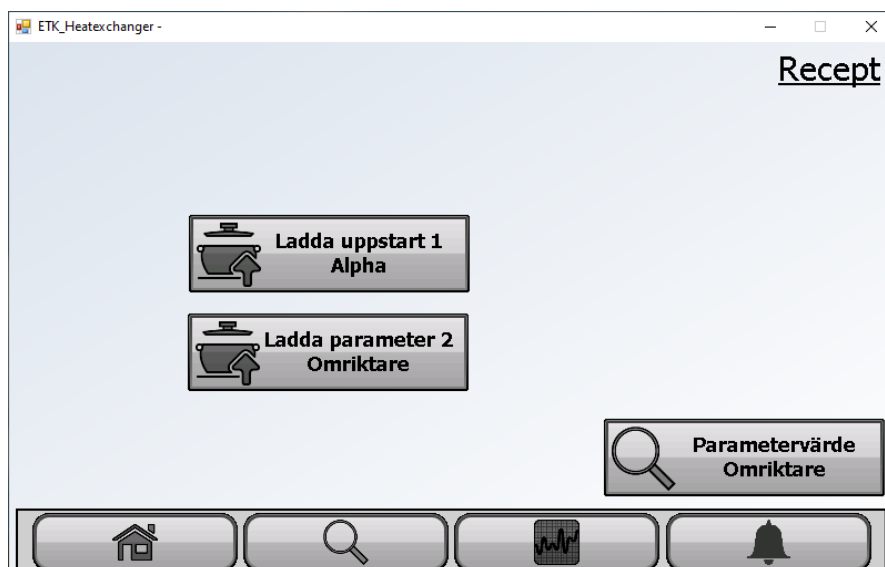 ETK_Heatexchanger -
Recept
Ladda uppstart 1
Alpha
Ladda parameter 2
Omriktare
Parametervärde
Omriktare